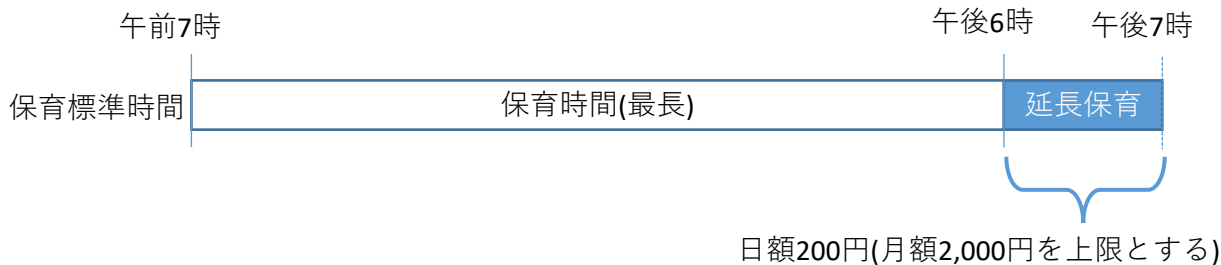 午前7時
午後6時
午後7時
保育標準時間
保育時間(最長)
延長保育
日額200円(月額2,000円を上限とする)